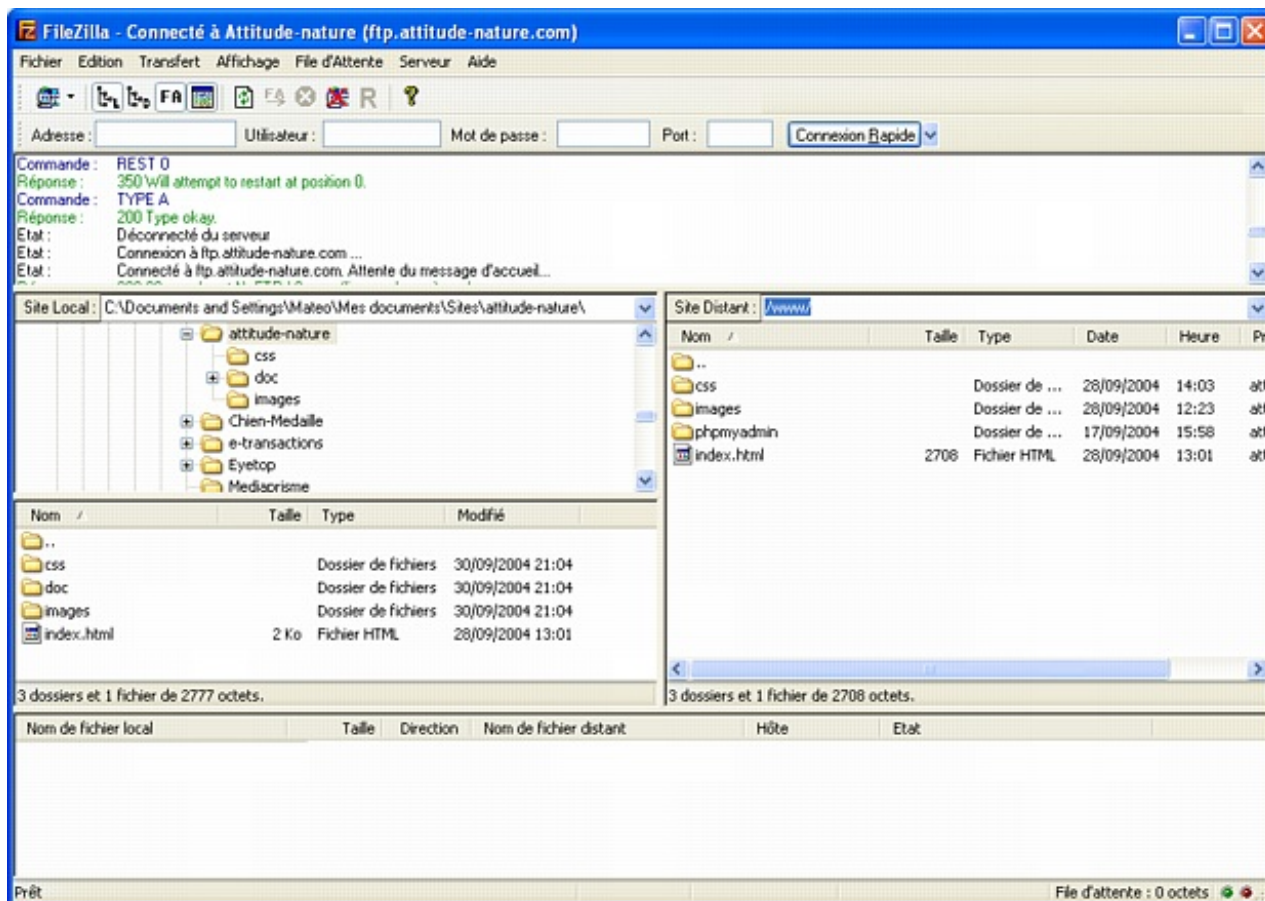 FileZilla - Connecté à Attitude-nature (ftp.attitude-nature.com)
Fichier Edition Transfert Affichage File d'Attente Serveur Aide
FA R ?
Adresse : Utilisateur : Mot de passe : Port : Connexion Rapide
Commande : REST 0
Réponse : 350 Will attempt to restart at position 0.
Commande : TYPE A
Réponse : 200 Type okay.
Etat : Déconnecté du serveur
Etat : Connexion à ftp.attitude-nature.com ...
Etat : Connecté à ftp.attitude-nature.com. Attente du message d'accueil...
Site Local : C:\Documents and Settings\Mateo\Mes documents\Sites\attitude-nature\
attitude-nature
css
doc
images
Chien-Medaille
e-transactions
Eyetop
Mediaprisme
Nom Taille Type Modifié
..
css Dossier de fichiers 30/09/2004 21:04
doc Dossier de fichiers 30/09/2004 21:04
images Dossier de fichiers 30/09/2004 21:04
index.html 2 Ko Fichier HTML 28/09/2004 13:01
3 dossiers et 1 fichier de 2777 octets.
Site Distant : /www/
Nom Taille Type Date Heure Pr
..
css Dossier de ... 28/09/2004 14:03 att
images Dossier de ... 28/09/2004 12:23 att
phpmyadmin Dossier de ... 17/09/2004 15:58 att
index.html 2708 Fichier HTML 28/09/2004 13:01 att
3 dossiers et 1 fichier de 2708 octets.
Nom de fichier local Taille Direction Nom de fichier distant Hôte Etat
Prêt File d'attente : 0 octets